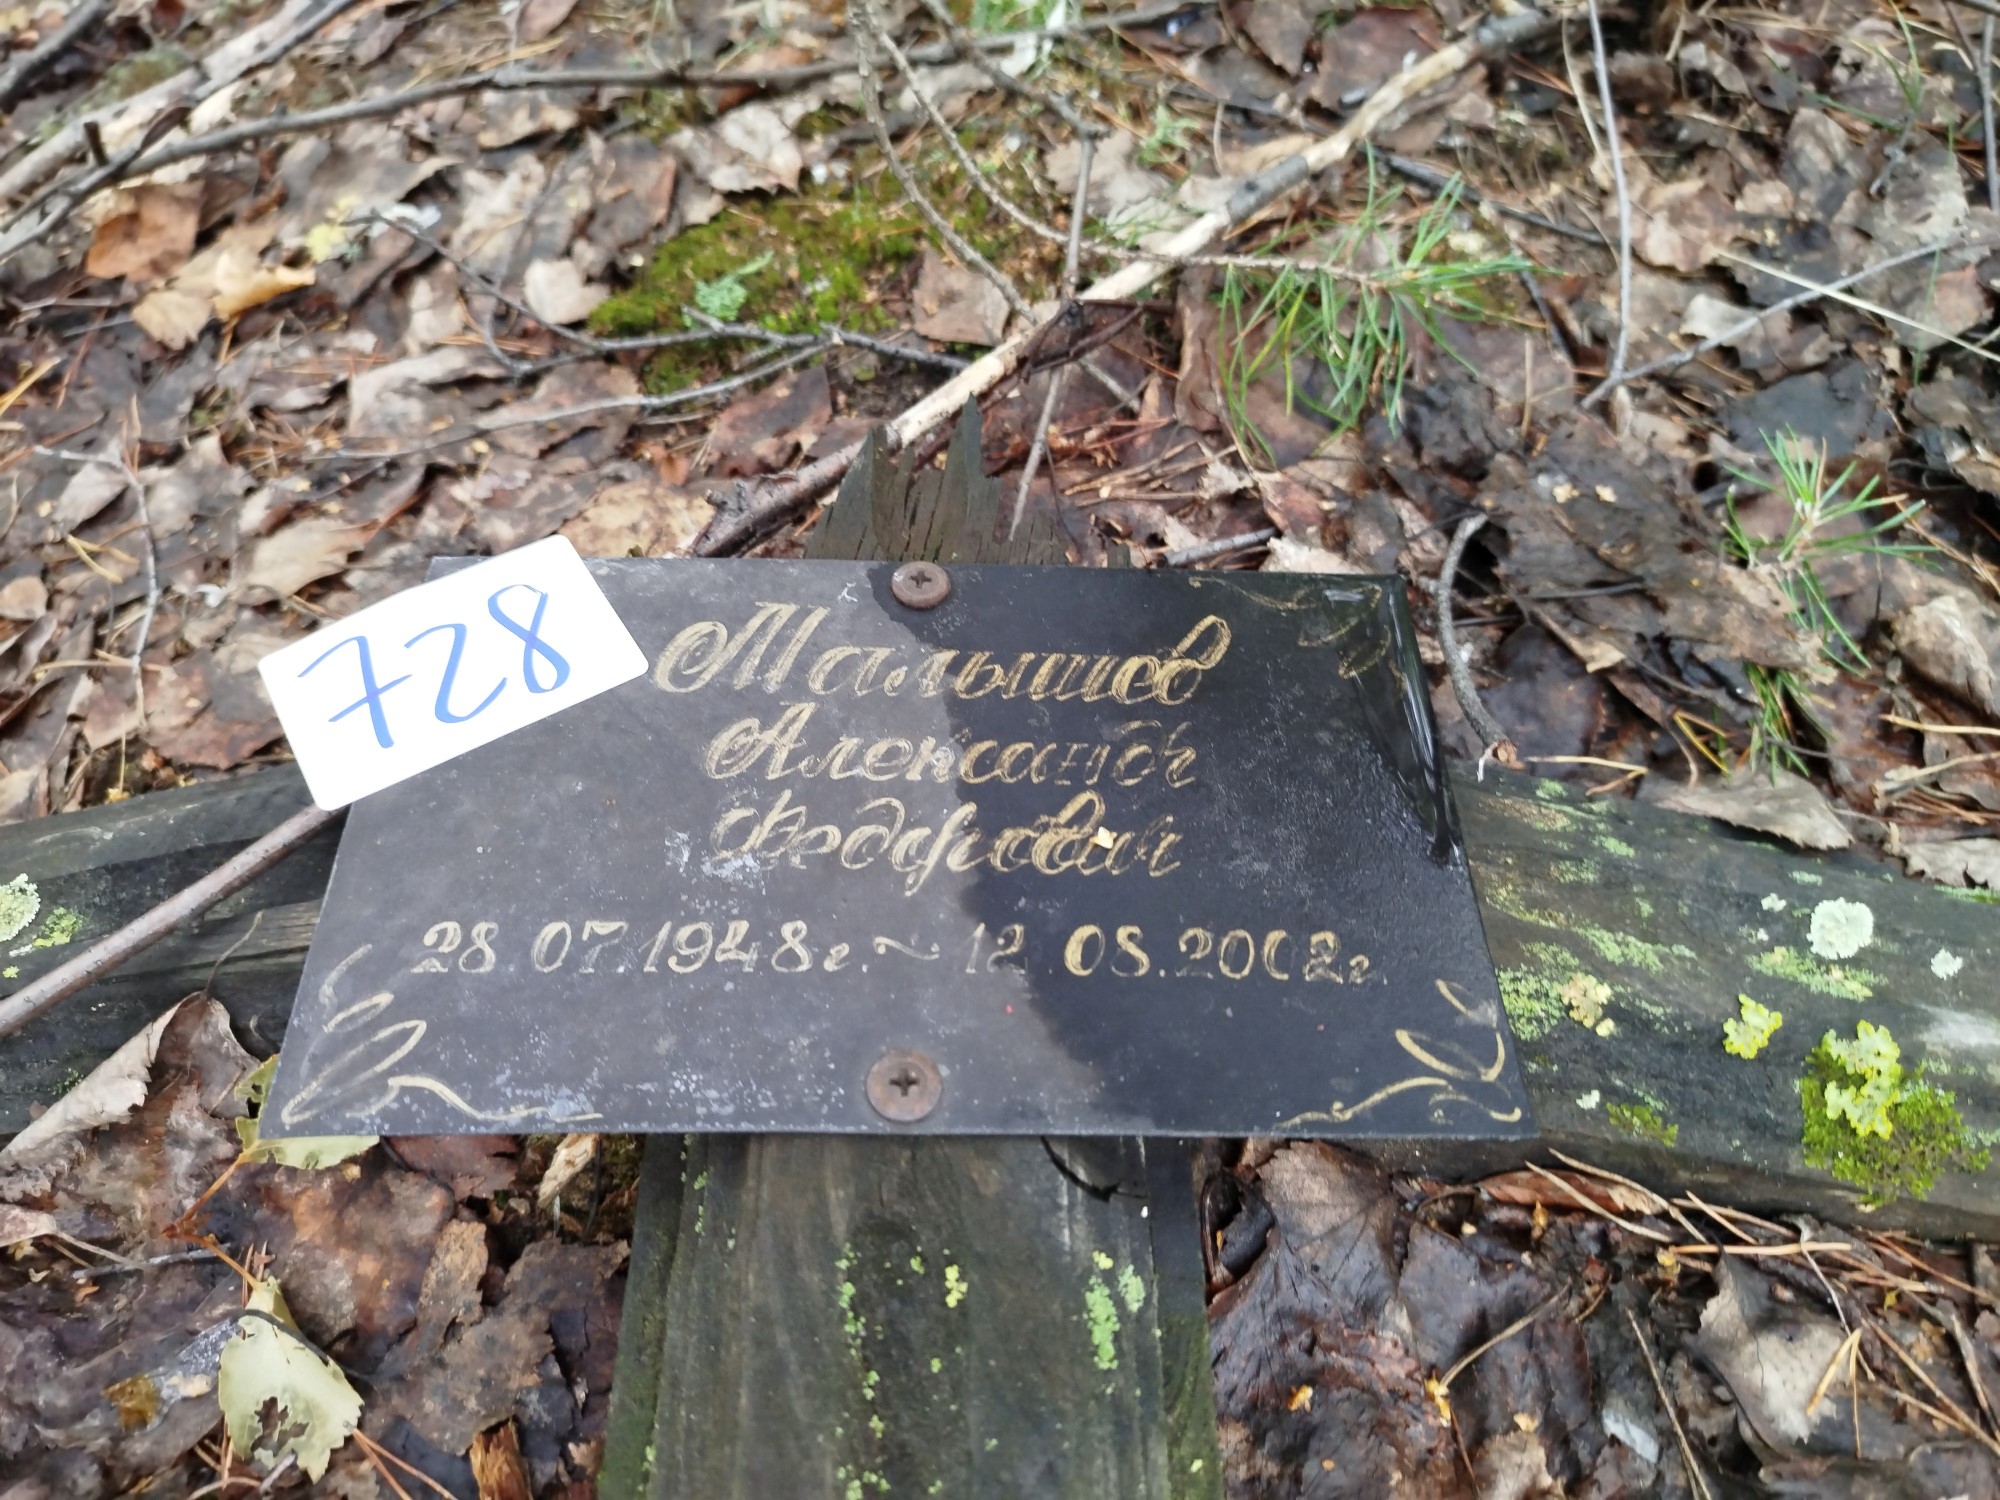 728
Малышев
Александр
Федорович
28.07.1948г.~12.08.2002г.